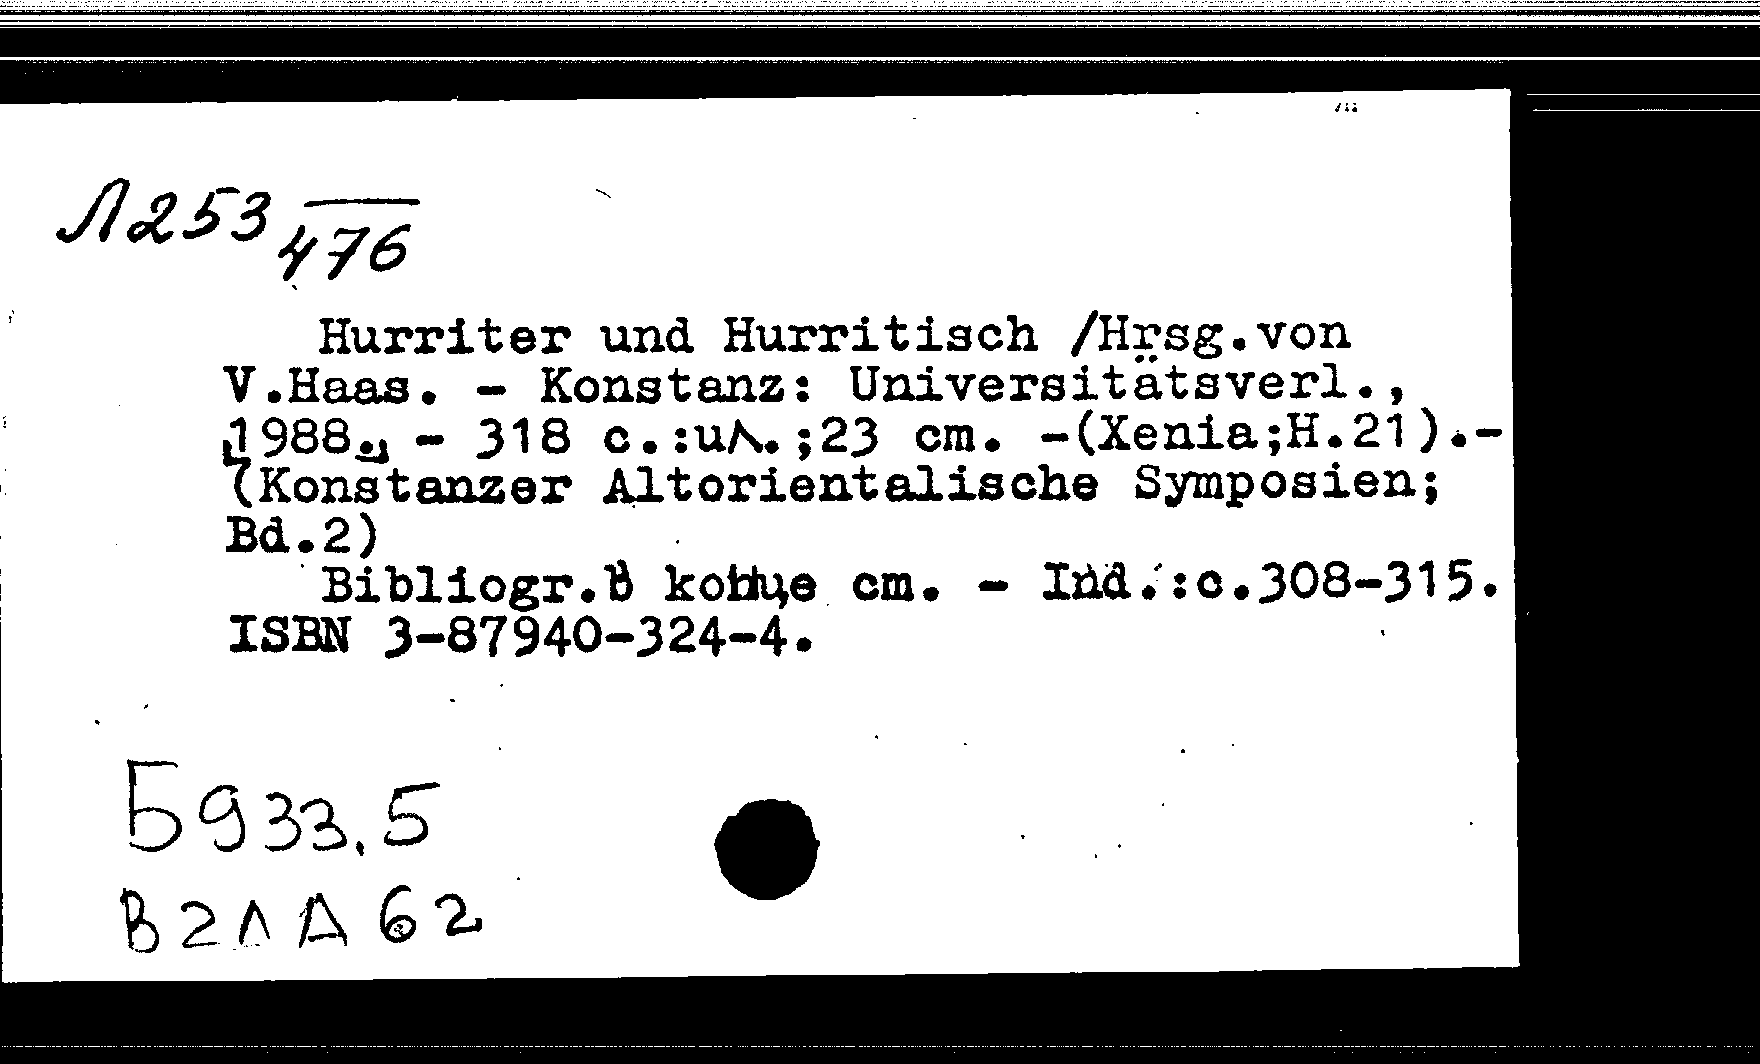 Л253 476
Hurriter und Hurritisch /Hrsg.von
V.Haas. – Konstanz: Universitätsverl.,
[1988.] – 318 с.:ил.;23 cm. –(Xenia;H.21).–
(Konstanzer Altorientalische Symposien;
Bd.2)
Bibliogr.в конце cm. – Ind.:c.308–315.
ISBN 3–87940–324–4.
Б933.5
В2ЛД62